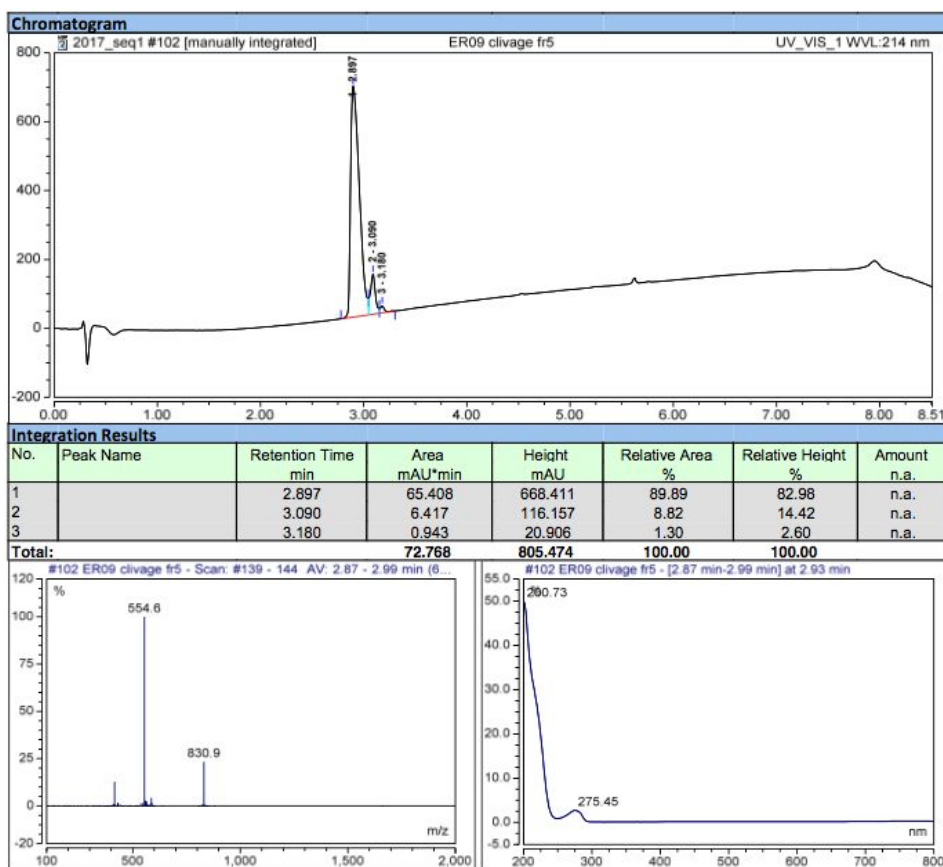 Chromatogram
2017_seq1 #102 [manually integrated] ER09 clivage fr5 UV_VIS_1 WVL:214 nm
800
600
400
200
0
-200
1 - 2.897
2 - 3.090
3 - 3.180
0.00 1.00 2.00 3.00 4.00 5.00 6.00 7.00 8.00 8.51
Integration Results
No. Peak Name Retention Time Area Height Relative Area Relative Height Amount
min mAU*min mAU % % n.a.
1 2.897 65.408 668.411 89.89 82.98 n.a.
2 3.090 6.417 116.157 8.82 14.42 n.a.
3 3.180 0.943 20.906 1.30 2.60 n.a.
Total: 72.768 805.474 100.00 100.00
#102 ER09 clivage fr5 - Scan: #139 - 144 AV: 2.87 - 2.99 min (6...
120
%
100
75
50
25
0
-20
554.6
830.9
m/z
100 500 1,000 1,500 2,000
#102 ER09 clivage fr5 - [2.87 min-2.99 min] at 2.93 min
55.0
%
200.73
50.0
40.0
30.0
20.0
10.0
0.0
-5.0
275.45
nm
200 300 400 500 600 700 800